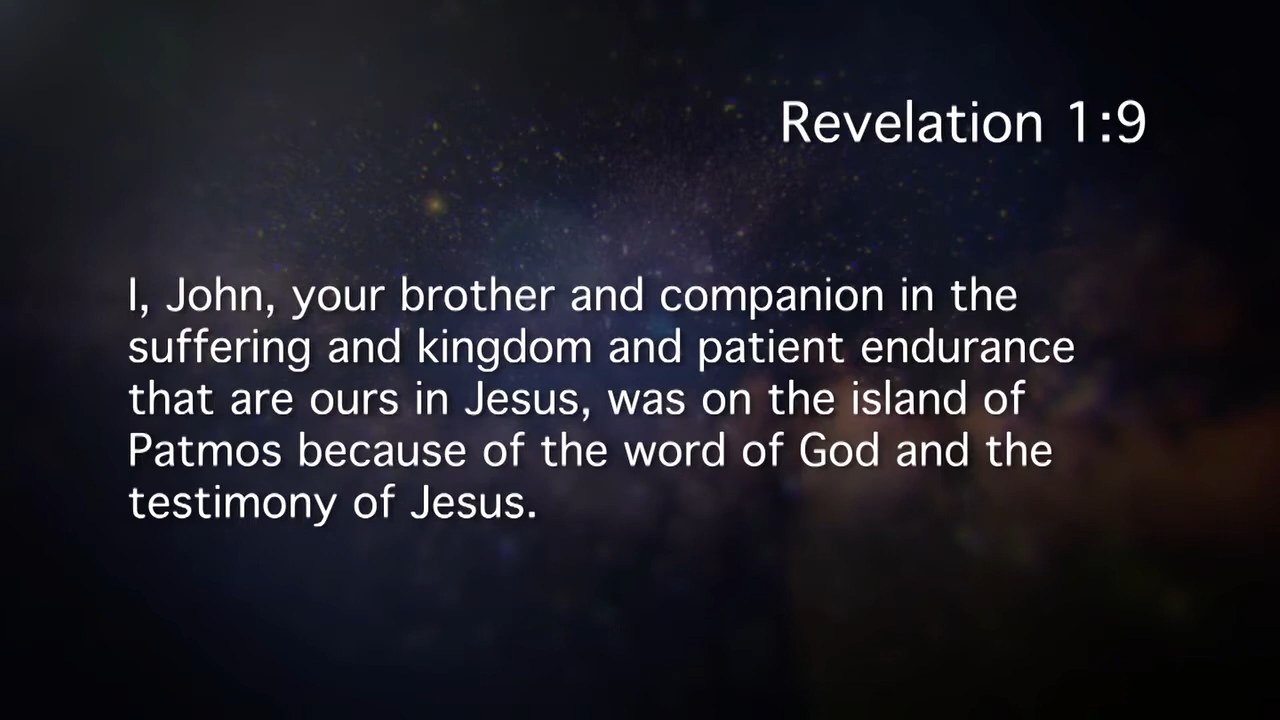 Revelation 1:9
I, John, your brother and companion in the
suffering and kingdom and patient endurance
that are ours in Jesus, was on the island of
Patmos because of the word of God and the
testimony of Jesus.